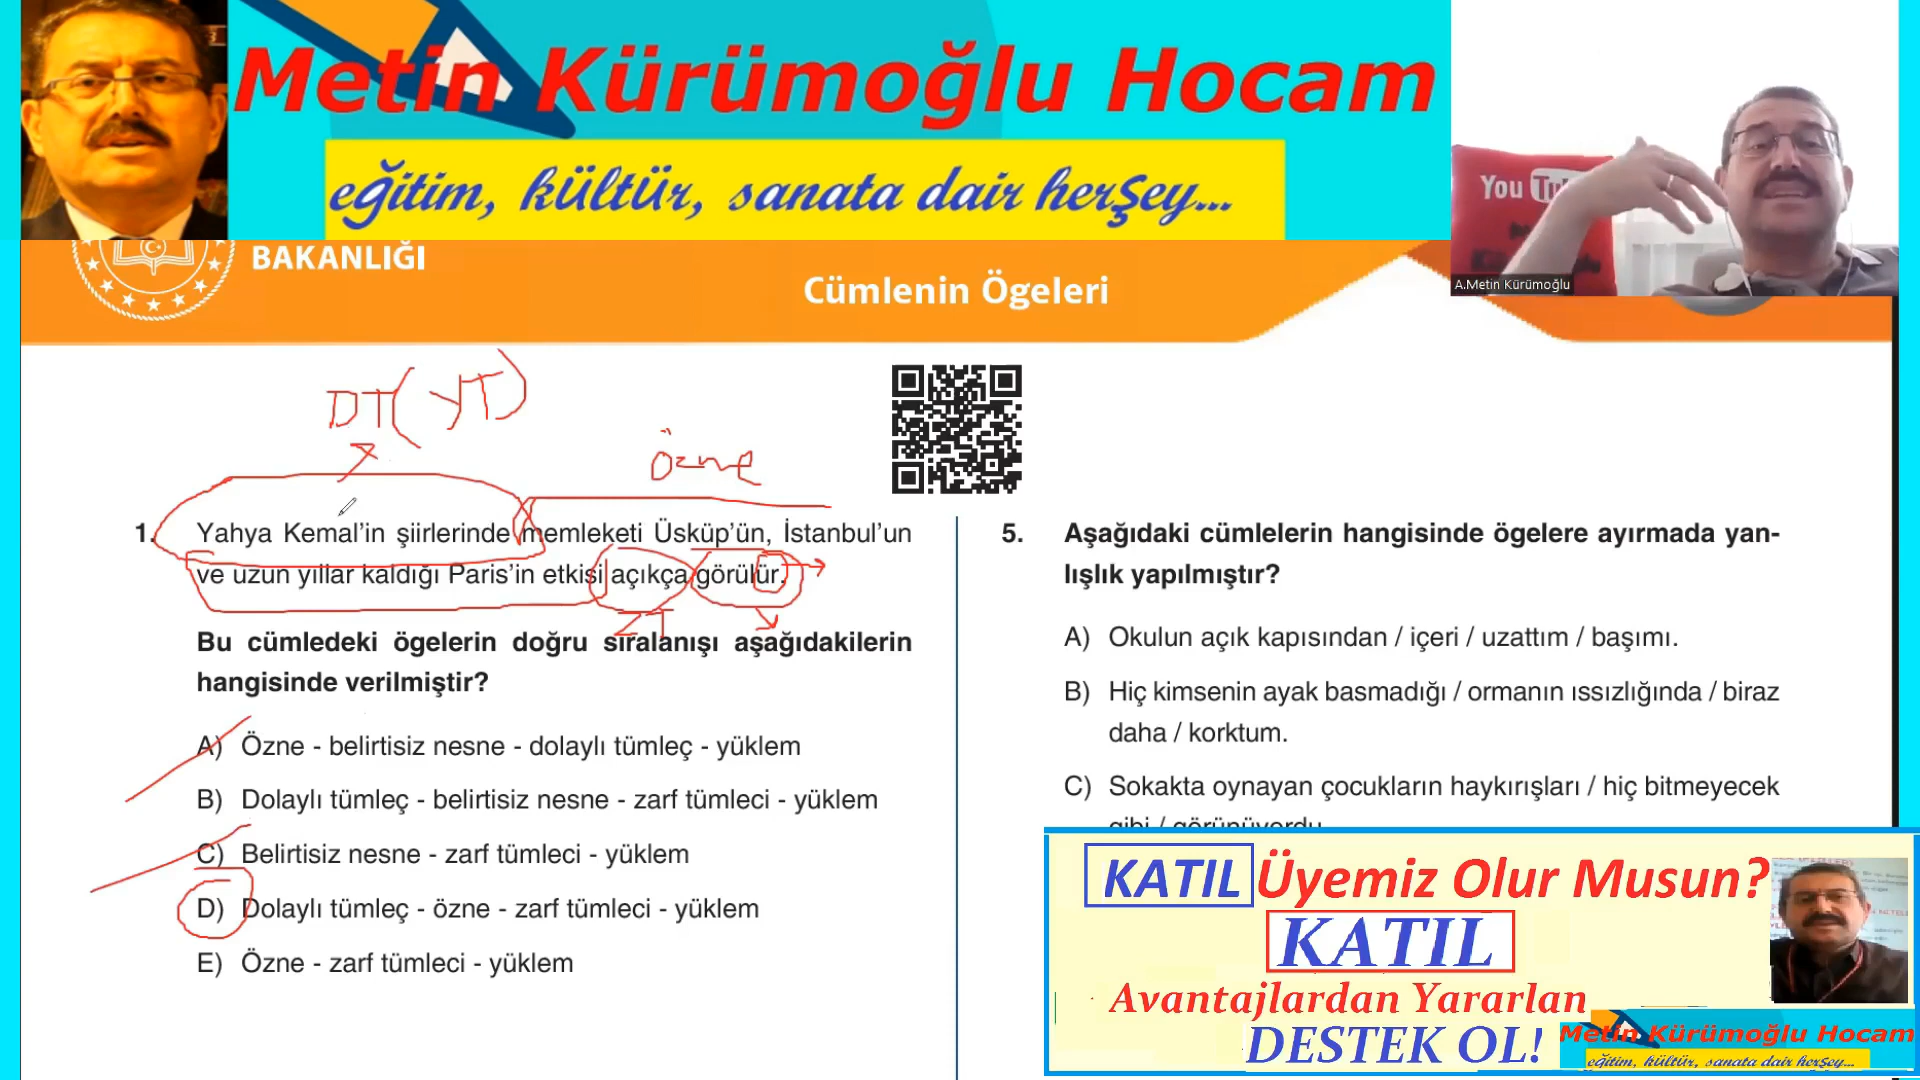 Metin Kürümoğlu Hocam
eğitim, kültür, sanata dair herşey...
You Tu
A.Metin Kürümoğlu
BAKANLIĞI
Cümlenin Ögeleri
DT( YT)
özne
1. Yahya Kemal’in şiirlerinde memleketi Üsküp’ün, İstanbul’un
ve uzun yıllar kaldığı Paris’in etkisi açıkça görülür.
ZT
Bu cümledeki ögelerin doğru sıralanışı aşağıdakilerin
hangisinde verilmiştir?
A) Özne - belirtisiz nesne - dolaylı tümleç - yüklem
B) Dolaylı tümleç - belirtisiz nesne - zarf tümleci - yüklem
C) Belirtisiz nesne - zarf tümleci - yüklem
D) Dolaylı tümleç - özne - zarf tümleci - yüklem
E) Özne - zarf tümleci - yüklem
5. Aşağıdaki cümlelerin hangisinde ögelere ayırmada yan-
lışlık yapılmıştır?
A) Okulun açık kapısından / içeri / uzattım / başımı.
B) Hiç kimsenin ayak basmadığı / ormanın ıssızlığında / biraz
daha / korktum.
C) Sokakta oynayan çocukların haykırışları / hiç bitmeyecek
gibi / görünüyordu
KATIL Üyemiz Olur Musun?
KATIL
Avantajlardan Yararlan
DESTEK OL!
Metin Kürümoğlu Hocam
eğitim, kültür, sanata dair herşey...